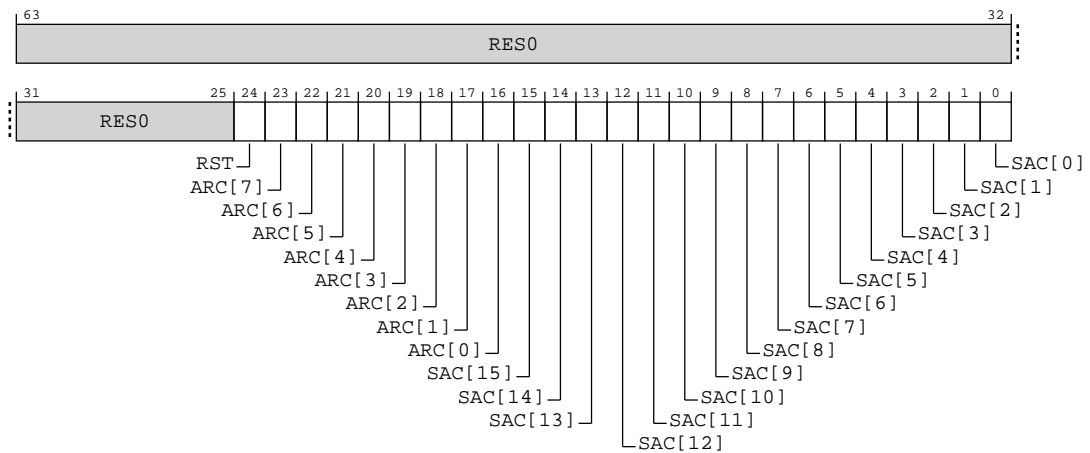 63 32
RES0
31 25 24 23 22 21 20 19 18 17 16 15 14 13 12 11 10 9 8 7 6 5 4 3 2 1 0
RES0
RST SAC[0]
ARC[7] SAC[1]
ARC[6] SAC[2]
ARC[5] SAC[3]
ARC[4] SAC[4]
ARC[3] SAC[5]
ARC[2] SAC[6]
ARC[1] SAC[7]
ARC[0] SAC[8]
SAC[15] SAC[9]
SAC[14] SAC[10]
SAC[13] SAC[11]
SAC[12]